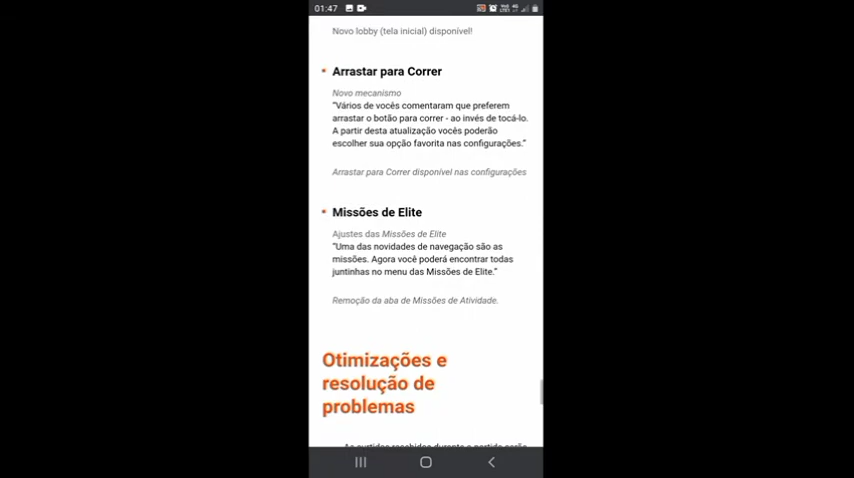 01:47
Novo lobby (tela inicial) disponível!
Arrastar para Correr
Novo mecanismo
“Vários de vocês comentaram que preferem
arrastar o botão para correr - ao invés de tocá-lo.
A partir desta atualização vocês poderão
escolher sua opção favorita nas configurações.”
Arrastar para Correr disponível nas configurações
Missões de Elite
Ajustes das Missões de Elite
“Uma das novidades de navegação são as
missões. Agora você poderá encontrar todas
juntinhas no menu das Missões de Elite.”
Remoção da aba de Missões de Atividade.
Otimizações e
resolução de
problemas